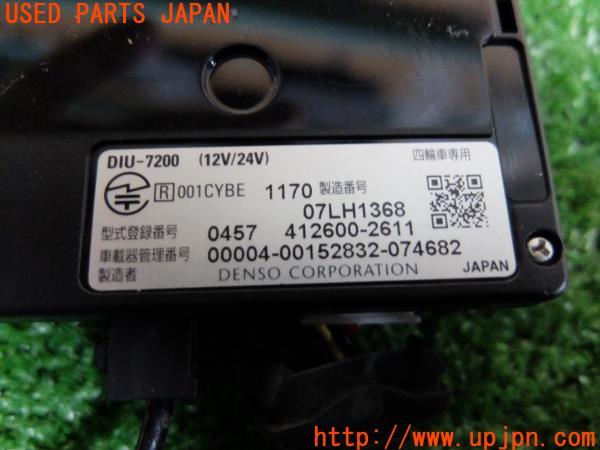 USED PARTS JAPAN
DIU-7200 (12V/24V) 四輪車専用
R 001CYBE 1170 製造番号
07LH1368
型式登録番号 0457 412600-2611
車載器管理番号 00004-00152832-074682
製造者 DENSO CORPORATION JAPAN
(C) www.upjpn.com